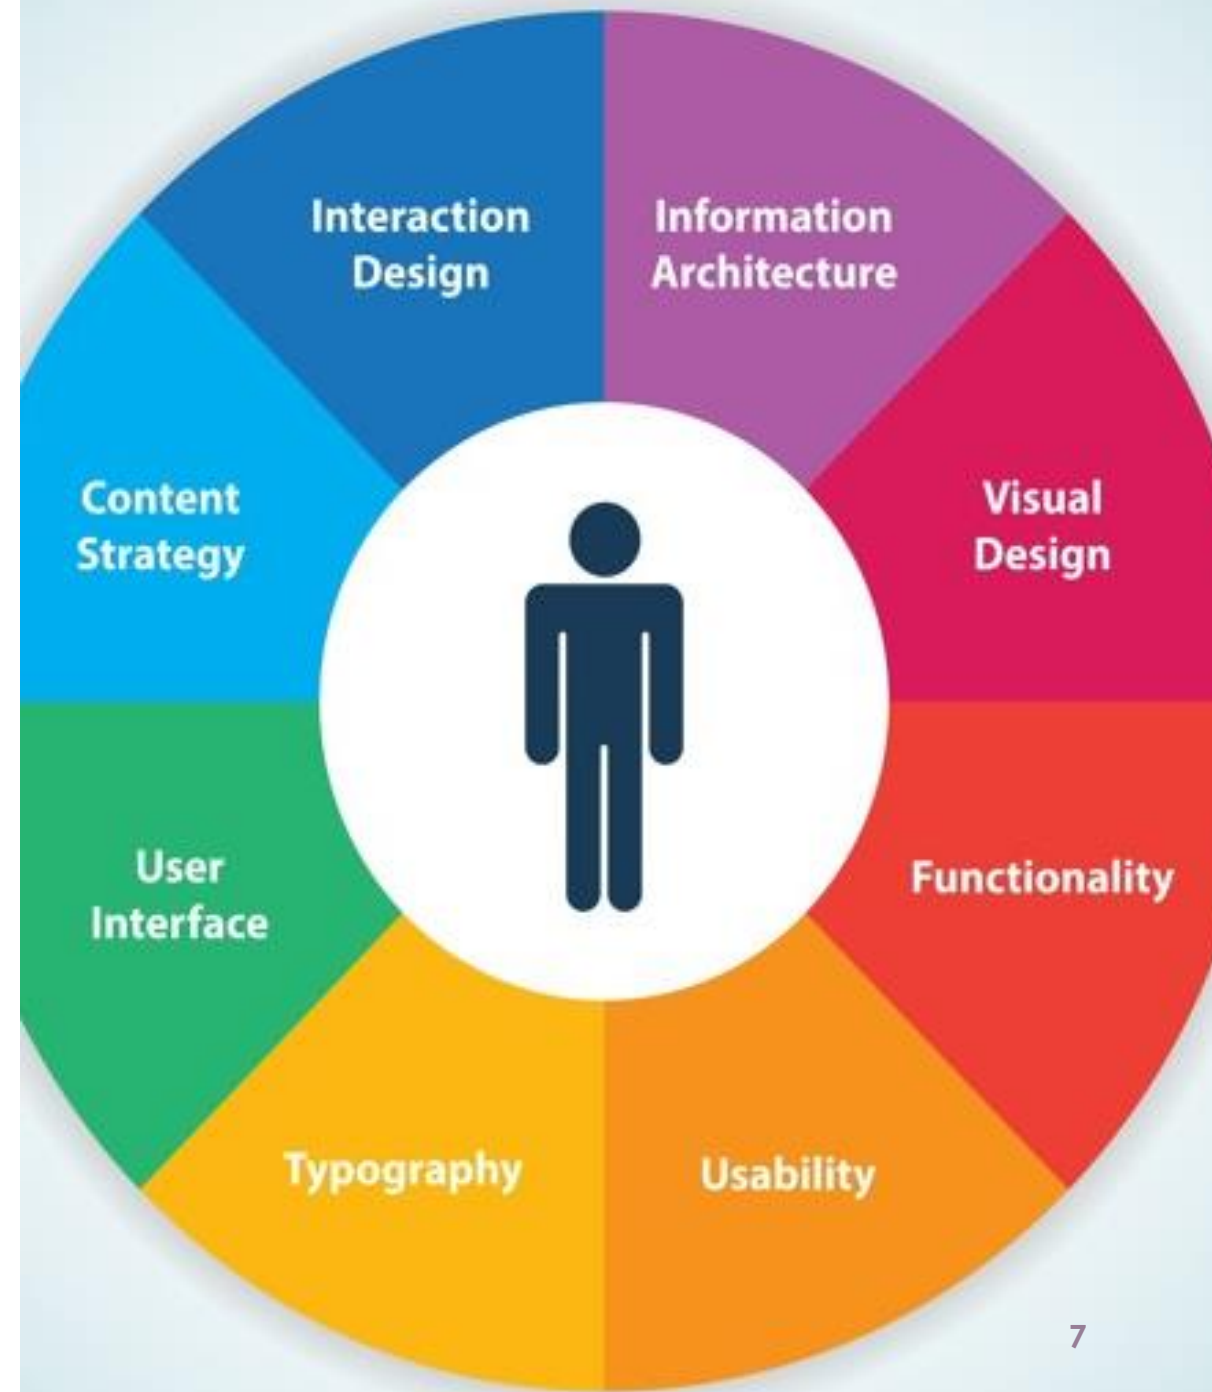 Interaction
Design
Information
Architecture
Content
Strategy
Visual
Design
User
Interface
Functionality
Typography
Usability
7